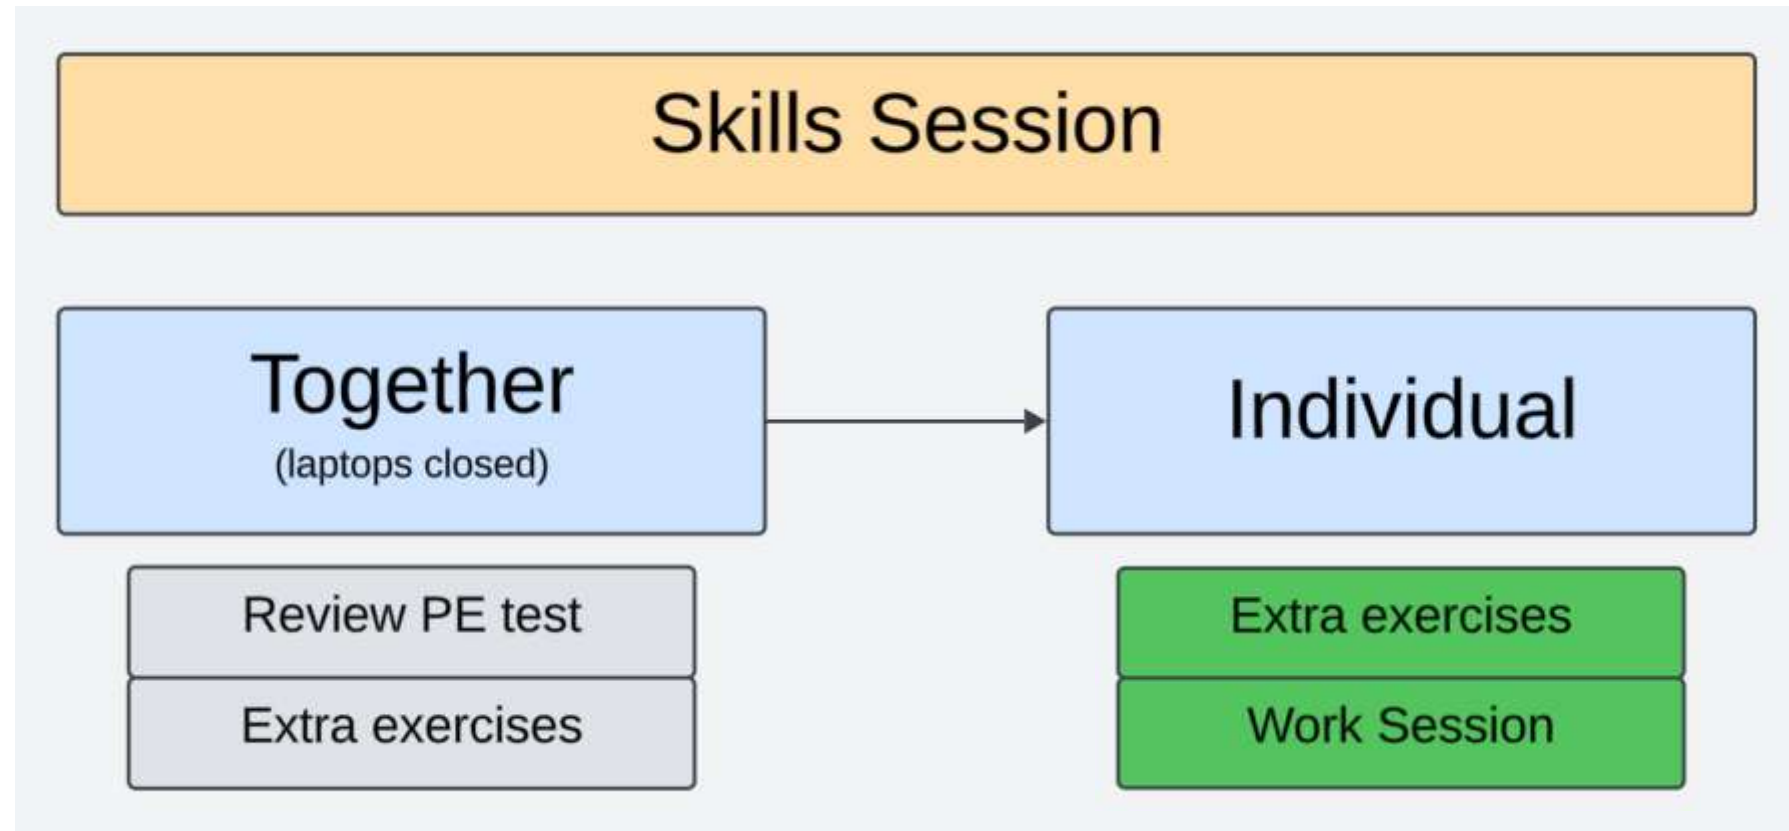 Skills Session
Together
(laptops closed)
Individual
Review PE test
Extra exercises
Extra exercises
Work Session